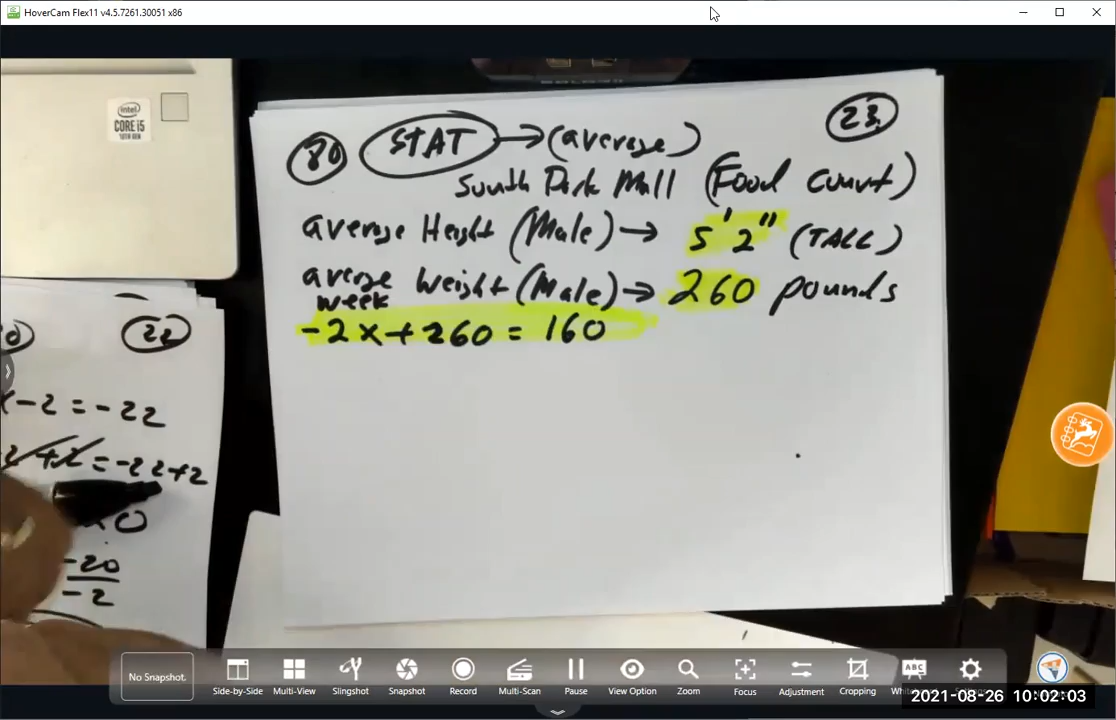 HoverCam Flex11 v4.5.7261.30051 x86
intel
CORE i5
10TH GEN
80 STAT → (average) 23
South Park Mall (Food Court)
average Height (Male) → 5'2" (TALL)
average Weight (Male) → 260 pounds
week
-2x+260 = 160
22
x-2=-22
=-22+2
-20
-2
No Snapshot.
Side-by-Side
Multi-View
Slingshot
Snapshot
Record
Multi-Scan
Pause
View Option
Zoom
Focus
Adjustment
Cropping
ABC
2021-08-26 10:02:03